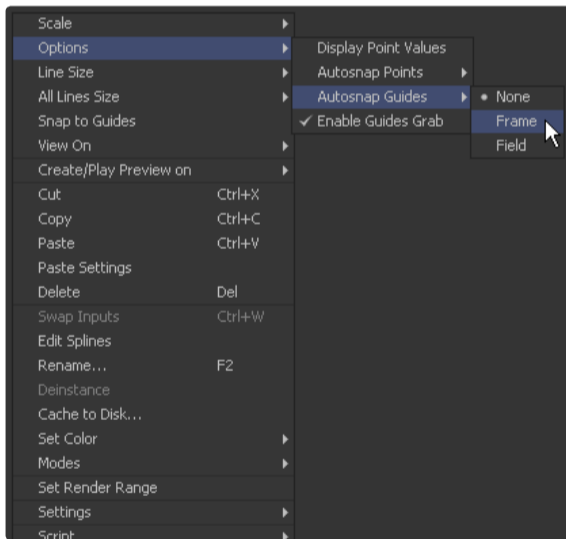 Scale
Options
Line Size
All Lines Size
Snap to Guides
View On
Create/Play Preview on
Cut Ctrl+X
Copy Ctrl+C
Paste Ctrl+V
Paste Settings
Delete Del
Swap Inputs Ctrl+W
Edit Splines
Rename... F2
Deinstance
Cache to Disk...
Set Color
Modes
Set Render Range
Settings
Script
Display Point Values
Autosnap Points
Autosnap Guides
Enable Guides Grab
None
Frame
Field